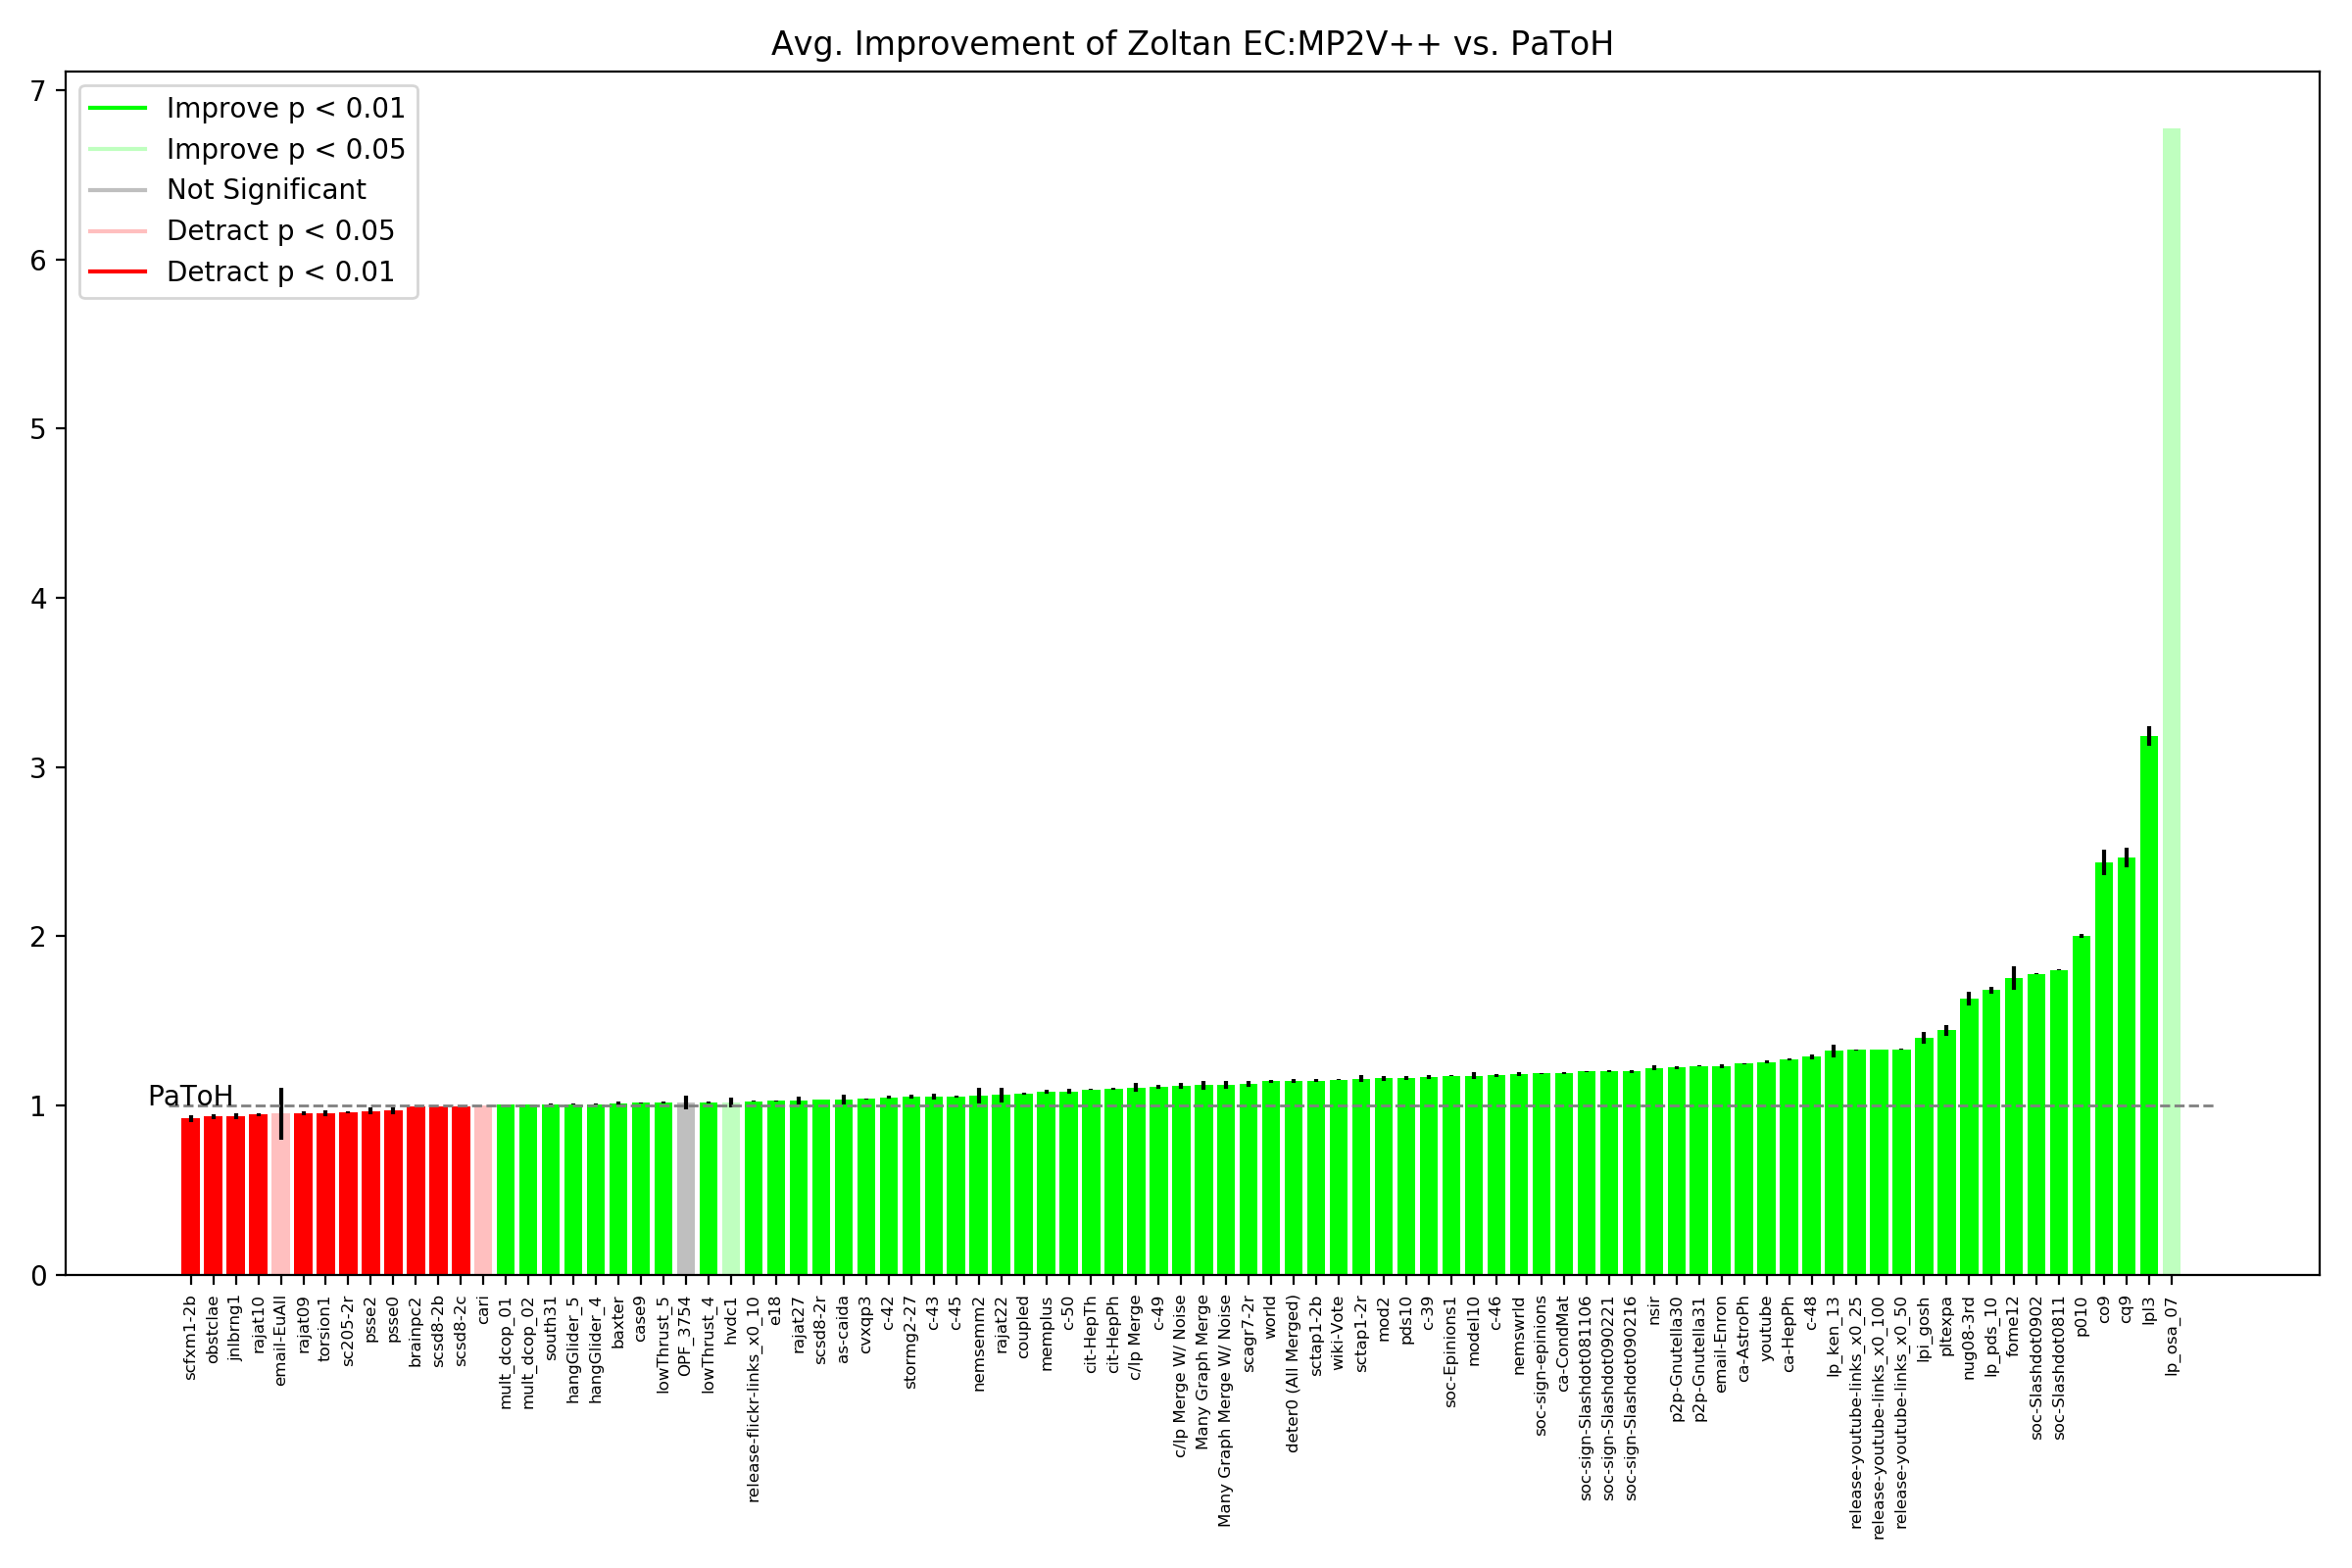 Avg. Improvement of Zoltan EC:MP2V++ vs. PaToH
7
6
5
4
3
2
1
0
Improve p < 0.01
Improve p < 0.05
Not Significant
Detract p < 0.05
Detract p < 0.01
PaToH
scfxm1-2b
obstclae
jnlbrng1
rajat10
email-EuAll
rajat09
torsion1
sc205-2r
psse2
psse0
brainpc2
scsd8-2b
scsd8-2c
cari
mult_dcop_01
mult_dcop_02
south31
hangGlider_5
hangGlider_4
baxter
case9
lowThrust_5
OPF_3754
lowThrust_4
hvdc1
release-flickr-links_x0_10
e18
rajat27
scsd8-2r
as-caida
cvxqp3
c-42
stormg2-27
c-43
c-45
nemsemm2
rajat22
coupled
memplus
c-50
cit-HepTh
cit-HepPh
c/lp Merge
c-49
c/lp Merge W/ Noise
Many Graph Merge
Many Graph Merge W/ Noise
scagr7-2r
world
deter0 (All Merged)
sctap1-2b
wiki-Vote
sctap1-2r
mod2
pds10
c-39
soc-Epinions1
model10
c-46
nemswrld
soc-sign-epinions
ca-CondMat
soc-sign-Slashdot081106
soc-sign-Slashdot090221
soc-sign-Slashdot090216
nsir
p2p-Gnutella30
p2p-Gnutella31
email-Enron
ca-AstroPh
youtube
ca-HepPh
c-48
lp_ken_13
release-youtube-links_x0_25
release-youtube-links_x0_100
release-youtube-links_x0_50
lpi_gosh
pltexpa
nug08-3rd
lp_pds_10
fome12
soc-Slashdot0902
soc-Slashdot0811
p010
co9
cq9
lpl3
lp_osa_07